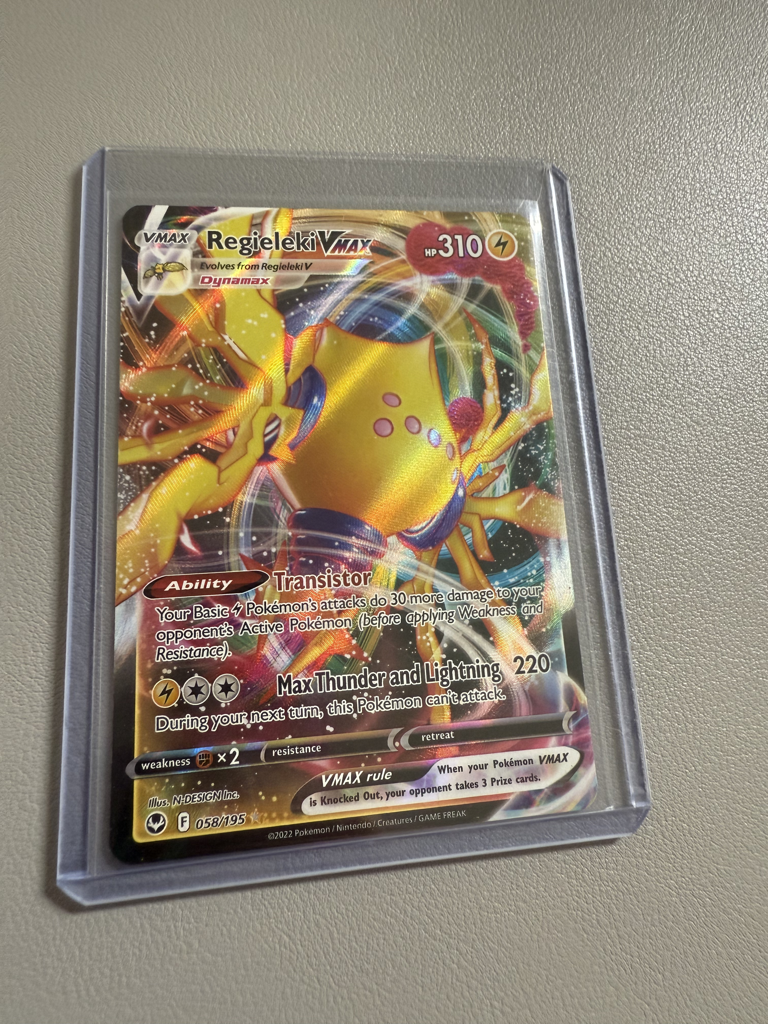 VMAX Regieleki VMAX HP 310
Evolves from Regieleki V
Dynamax
Ability Transistor
Your Basic Pokémon's attacks do 30 more damage to your
opponent's Active Pokémon (before applying Weakness and
Resistance).
Max Thunder and Lightning 220
During your next turn, this Pokémon can't attack.
weakness ×2 resistance retreat
VMAX rule When your Pokémon VMAX
is Knocked Out, your opponent takes 3 Prize cards.
Illus. N-DESIGN Inc.
F 058/195
©2022 Pokémon / Nintendo / Creatures / GAME FREAK